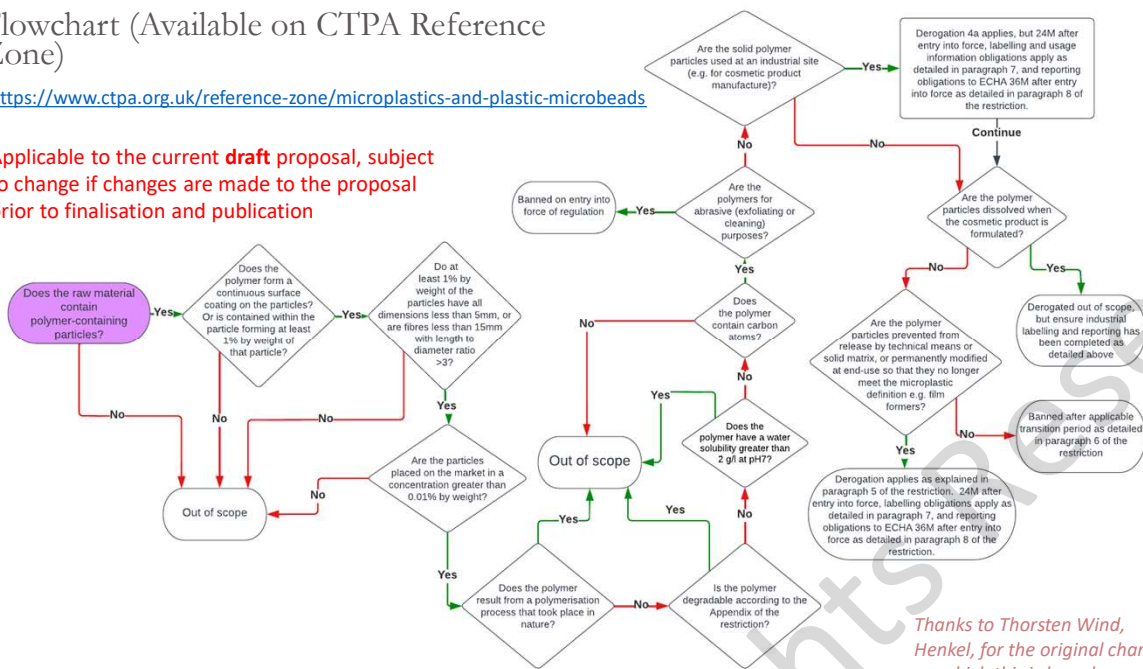 Flowchart (Available on CTPA Reference
Zone)
ttps://www.ctpa.org.uk/reference-zone/microplastics-and-plastic-microbeads
Applicable to the current draft proposal, subject
to change if changes are made to the proposal
prior to finalisation and publication
Does the raw material
contain
polymer-containing
particles?
Yes
No
Does the
polymer form a
continuous surface
coating on the particles?
Or is contained within the
particle forming at least
1% by weight of
that particle?
Yes
No
Do at
least 1% by
weight of the
particles have all
dimensions less than 5mm, or
are fibres less than 15mm
with length to
diameter ratio
>3?
No
Yes
Out of scope
Are the particles
placed on the market in a
concentration greater than
0.01% by weight?
No
Yes
Does the polymer
result from a polymerisation
process that took place in
nature?
Yes
No
Is the polymer
degradable according to the
Appendix of the
restriction?
Yes
No
Does the
polymer have a water
solubility greater than
2 g/l at pH7?
Yes
No
Out of scope
Does
the polymer
contain carbon
atoms?
No
Yes
Are the
polymers for
abrasive (exfoliating or
cleaning)
purposes?
Yes
Banned on entry into
force of regulation
No
Are the solid polymer
particles used at an industrial site
(e.g. for cosmetic product
manufacture)?
Yes
No
Derogation 4a applies, but 24M after
entry into force, labelling and usage
information obligations apply as
detailed in paragraph 7, and reporting
obligations to ECHA 36M after entry
into force as detailed in paragraph 8 of
the restriction.
Continue
Are the polymer
particles dissolved when
the cosmetic product is
formulated?
No
Yes
Derogated out of scope,
but ensure industrial
labelling and reporting has
been completed as
detailed above
Are the polymer
particles prevented from
release by technical means or
solid matrix, or permanently modified
at end-use so that they no longer
meet the microplastic
definition e.g. film
formers?
No
Yes
Banned after applicable
transition period as detailed
in paragraph 6 of the
restriction
Derogation applies as explained in
paragraph 5 of the restriction. 24M after
entry into force, labelling obligations apply as
detailed in paragraph 7, and reporting
obligations to ECHA 36M after entry into
force as detailed in paragraph 8 of the
restriction.
Thanks to Thorsten Wind,
Henkel, for the original char